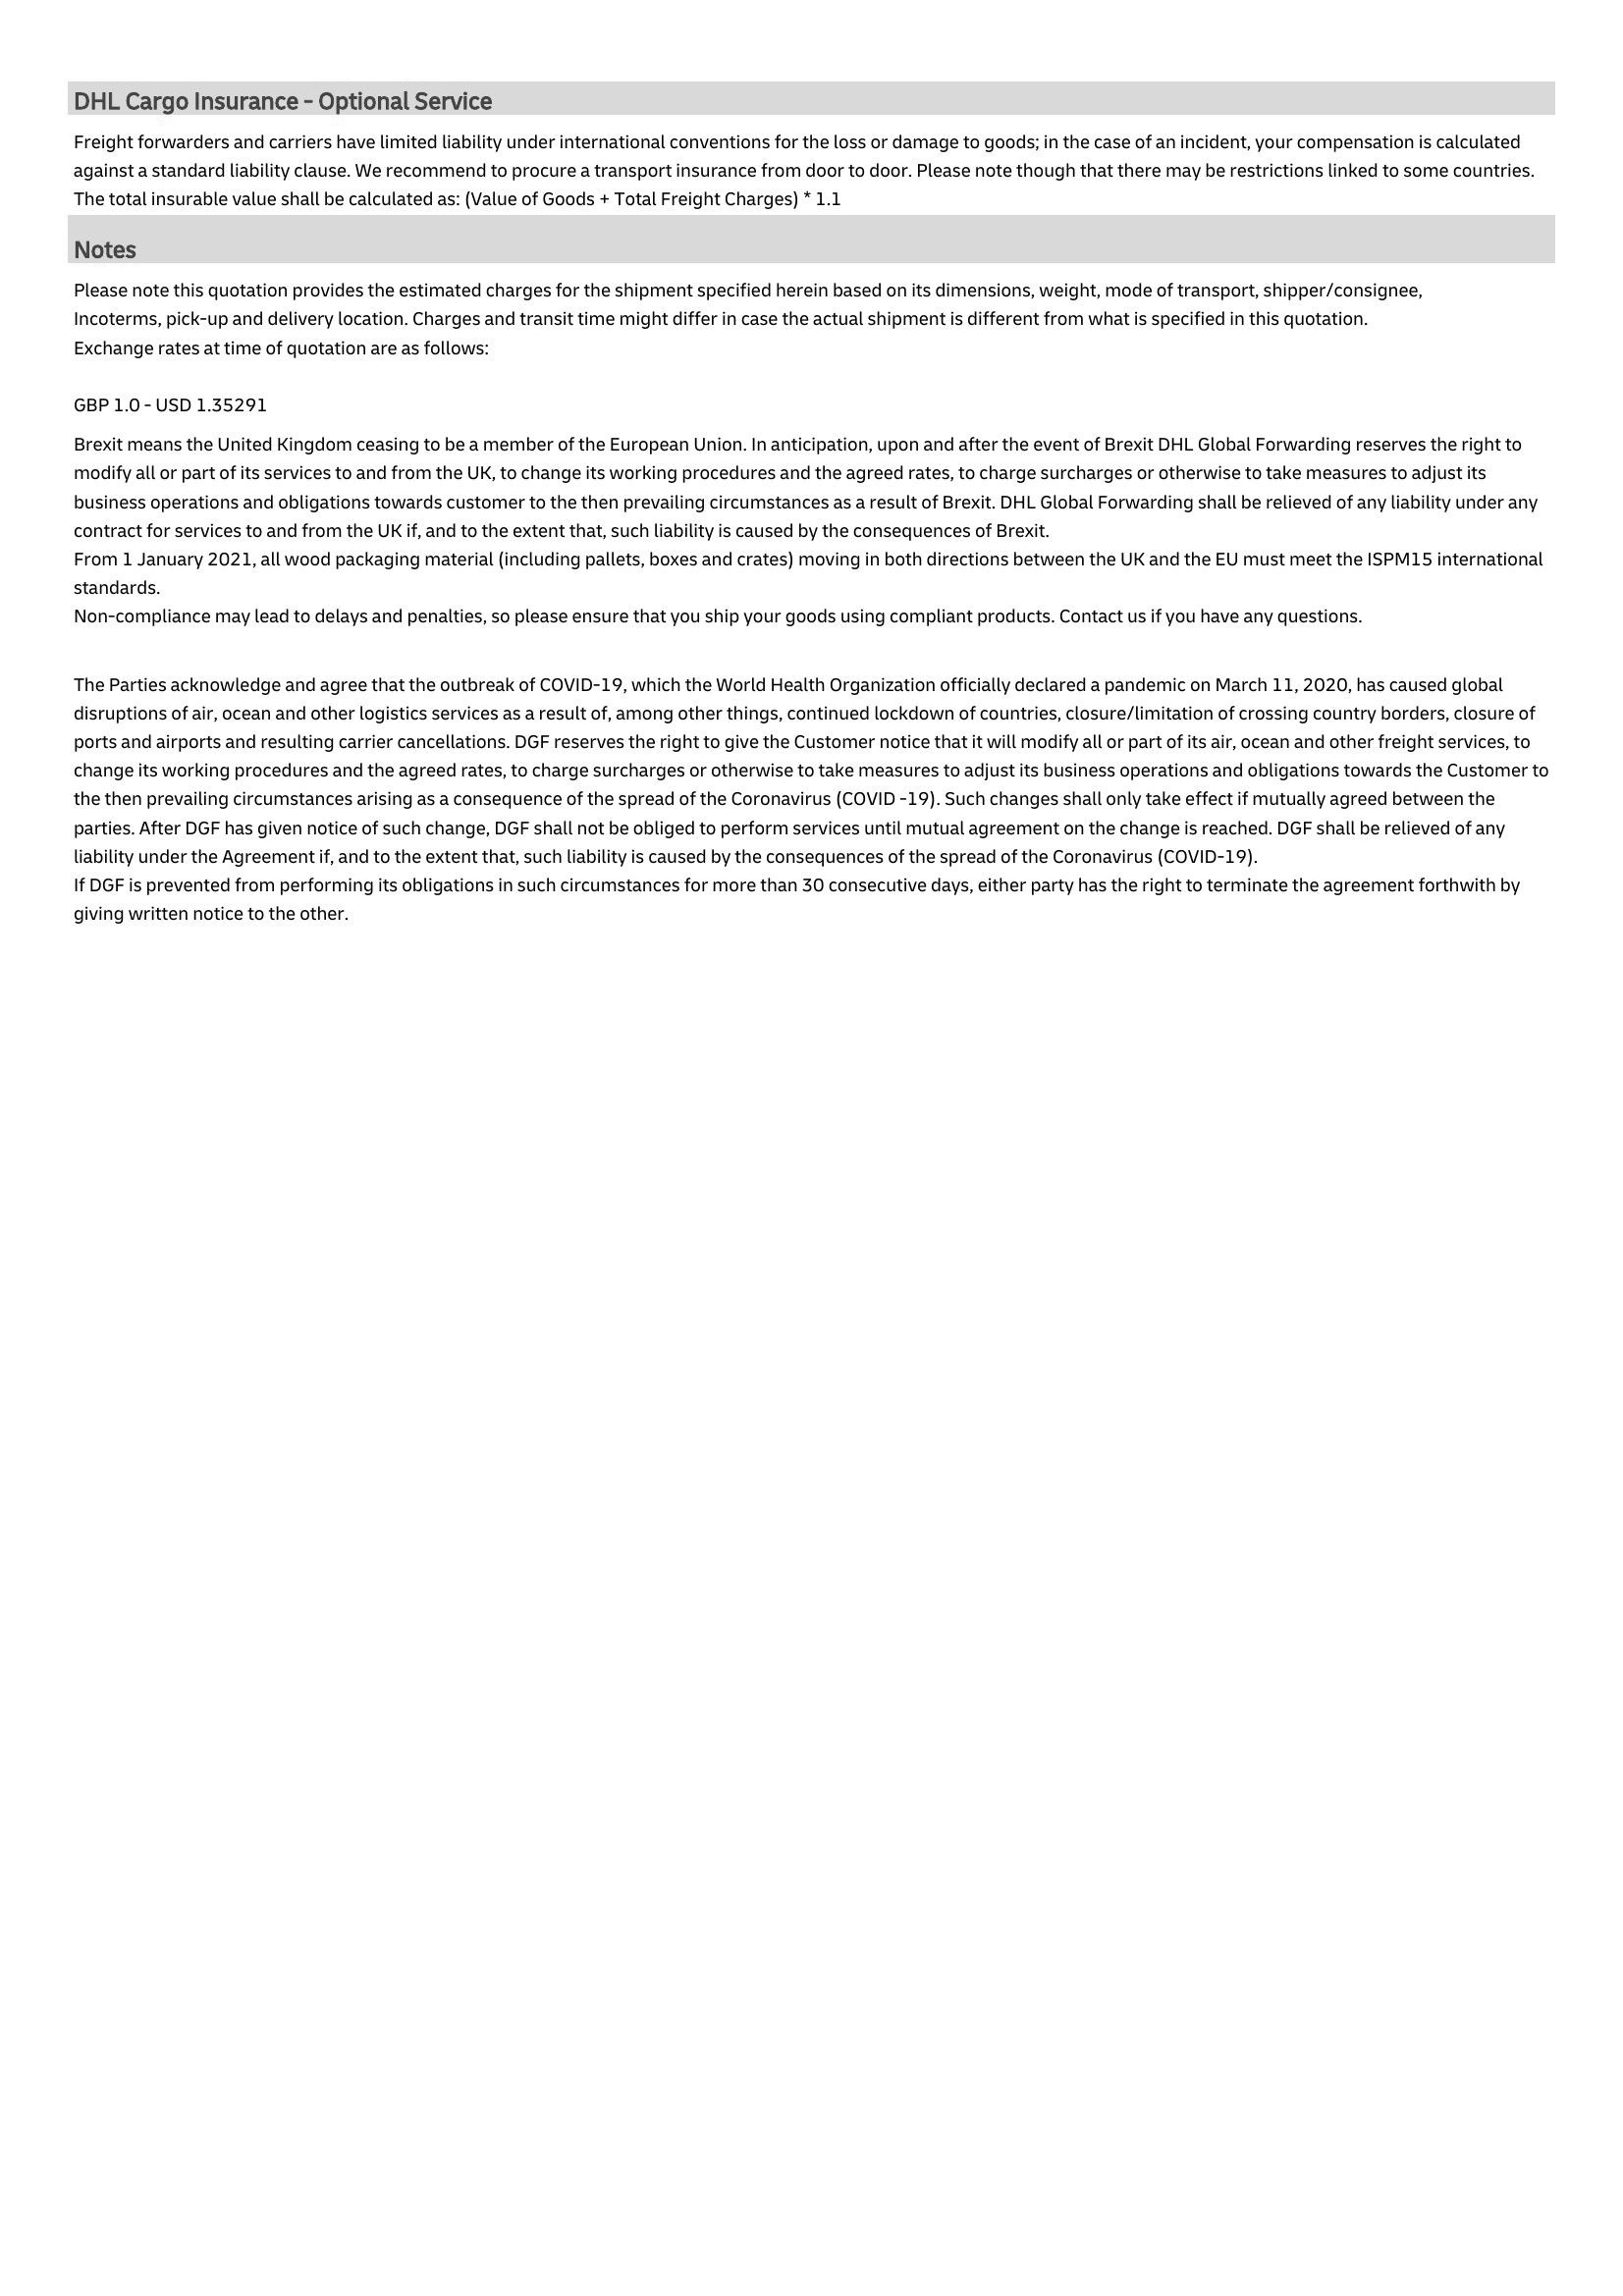 DHL Cargo Insurance - Optional Service
Freight forwarders and carriers have limited liability under international conventions for the loss or damage to goods; in the case of an incident, your compensation is calculated
against a standard liability clause. We recommend to procure a transport insurance from door to door. Please note though that there may be restrictions linked to some countries.
The total insurable value shall be calculated as: (Value of Goods + Total Freight Charges) * 1.1
Notes
Please note this quotation provides the estimated charges for the shipment specified herein based on its dimensions, weight, mode of transport, shipper/consignee,
Incoterms, pick-up and delivery location. Charges and transit time might differ in case the actual shipment is different from what is specified in this quotation.
Exchange rates at time of quotation are as follows:
GBP 1.0 - USD 1.35291
Brexit means the United Kingdom ceasing to be a member of the European Union. In anticipation, upon and after the event of Brexit DHL Global Forwarding reserves the right to
modify all or part of its services to and from the UK, to change its working procedures and the agreed rates, to charge surcharges or otherwise to take measures to adjust its
business operations and obligations towards customer to the then prevailing circumstances as a result of Brexit. DHL Global Forwarding shall be relieved of any liability under any
contract for services to and from the UK if, and to the extent that, such liability is caused by the consequences of Brexit.
From 1 January 2021, all wood packaging material (including pallets, boxes and crates) moving in both directions between the UK and the EU must meet the ISPM15 international
standards.
Non-compliance may lead to delays and penalties, so please ensure that you ship your goods using compliant products. Contact us if you have any questions.
The Parties acknowledge and agree that the outbreak of COVID-19, which the World Health Organization officially declared a pandemic on March 11, 2020, has caused global
disruptions of air, ocean and other logistics services as a result of, among other things, continued lockdown of countries, closure/limitation of crossing country borders, closure of
ports and airports and resulting carrier cancellations. DGF reserves the right to give the Customer notice that it will modify all or part of its air, ocean and other freight services, to
change its working procedures and the agreed rates, to charge surcharges or otherwise to take measures to adjust its business operations and obligations towards the Customer to
the then prevailing circumstances arising as a consequence of the spread of the Coronavirus (COVID -19). Such changes shall only take effect if mutually agreed between the
parties. After DGF has given notice of such change, DGF shall not be obliged to perform services until mutual agreement on the change is reached. DGF shall be relieved of any
liability under the Agreement if, and to the extent that, such liability is caused by the consequences of the spread of the Coronavirus (COVID-19).
If DGF is prevented from performing its obligations in such circumstances for more than 30 consecutive days, either party has the right to terminate the agreement forthwith by
giving written notice to the other.